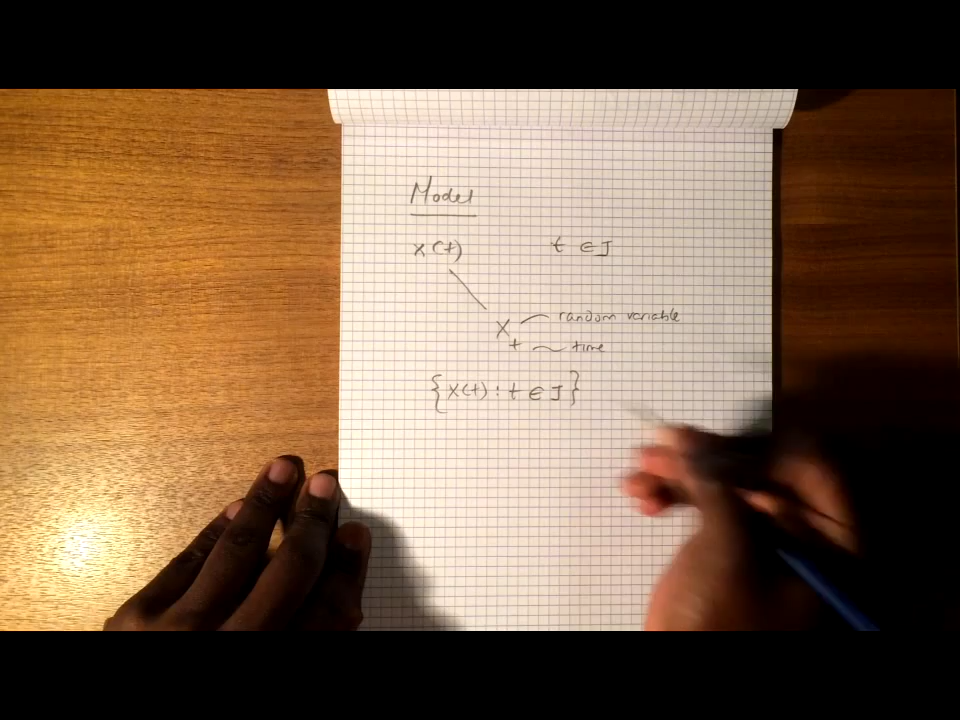 Model
x(t) t ∈ J
X random variable
t time
{X(t) : t ∈ J}